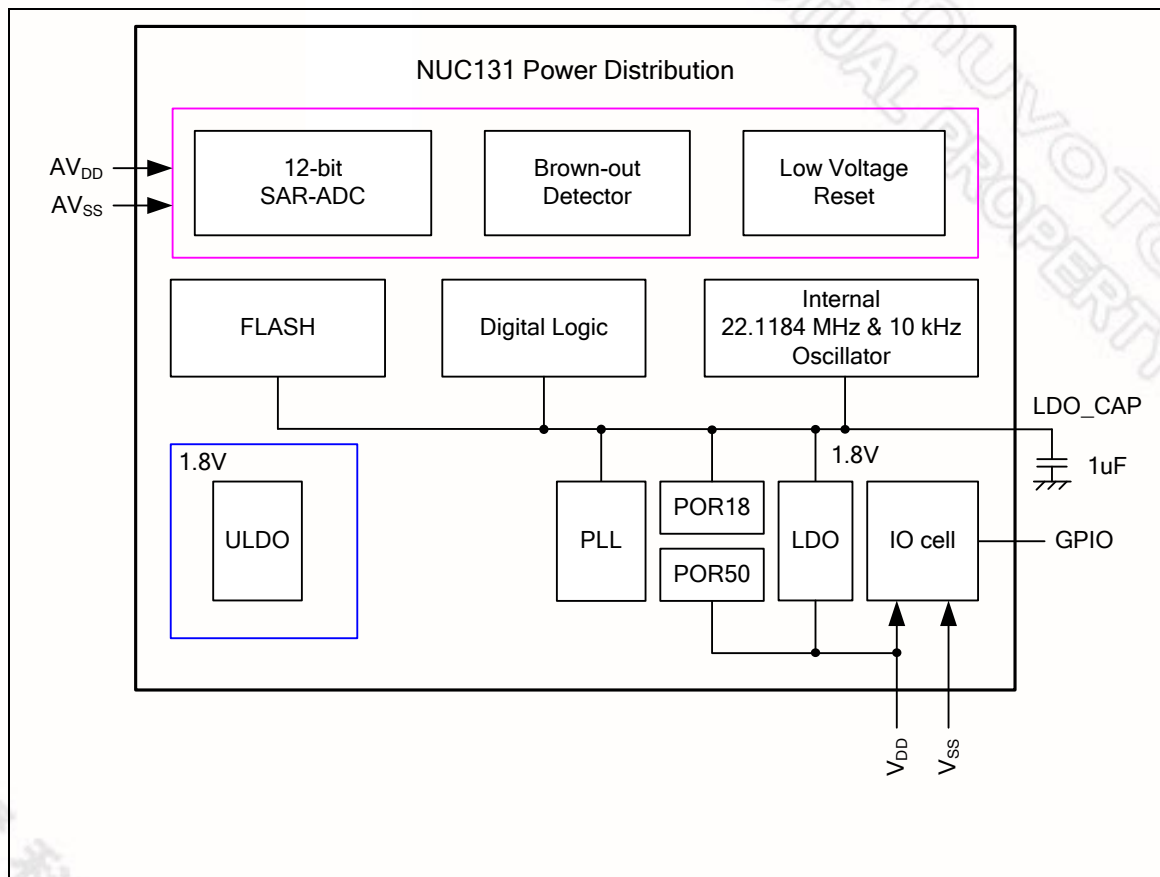 NUC131 Power Distribution
AVDD
AVSS
12-bit
SAR-ADC
Brown-out
Detector
Low Voltage
Reset
FLASH
Digital Logic
Internal
22.1184 MHz & 10 kHz
Oscillator
LDO_CAP
1uF
1.8V
ULDO
PLL
POR18
POR50
1.8V
LDO
IO cell
GPIO
VDD
VSS